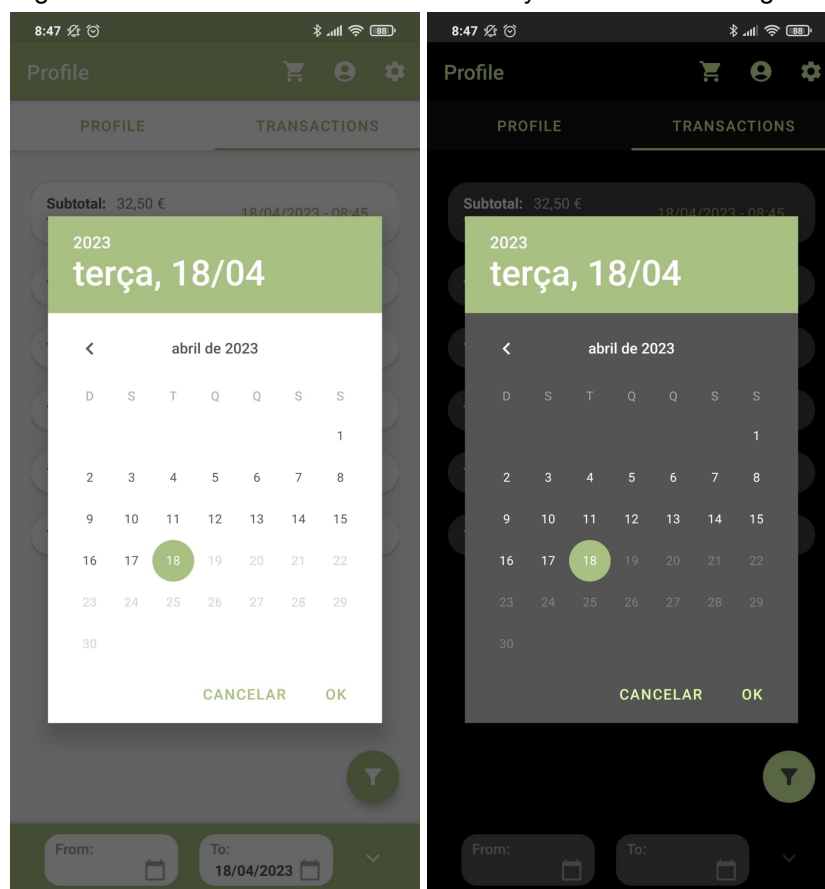 8:47
88
Profile
PROFILE TRANSACTIONS
Subtotal: 32,50 €
18/04/2023 - 08:45
2023
terça, 18/04
abril de 2023
D S T Q Q S S
1
2 3 4 5 6 7 8
9 10 11 12 13 14 15
16 17 18 19 20 21 22
23 24 25 26 27 28 29
30
CANCELAR OK
From: To:
18/04/2023
8:47
88
Profile
PROFILE TRANSACTIONS
Subtotal: 32,50 €
18/04/2023 - 08:45
2023
terça, 18/04
abril de 2023
D S T Q Q S S
1
2 3 4 5 6 7 8
9 10 11 12 13 14 15
16 17 18 19 20 21 22
23 24 25 26 27 28 29
30
CANCELAR OK
From: To: